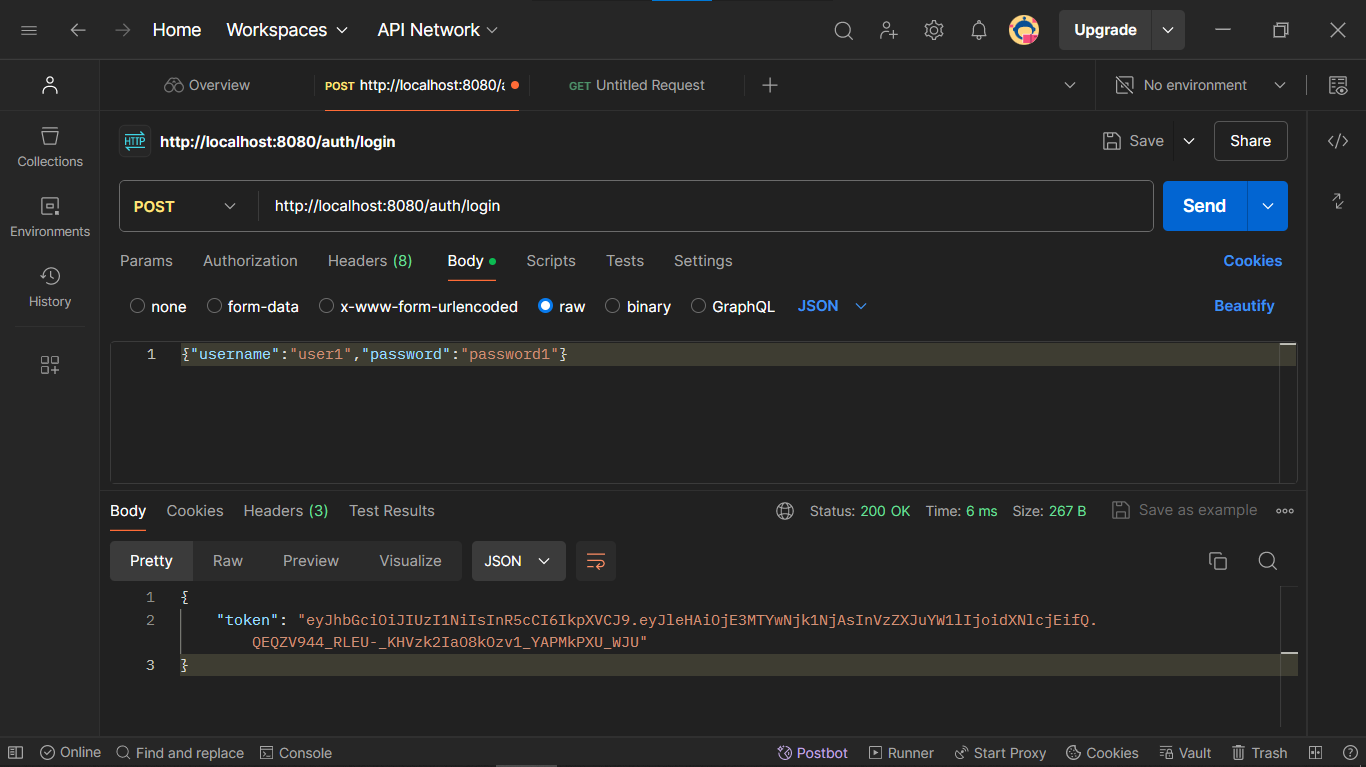 Home Workspaces API Network Upgrade
Overview POST http://localhost:8080/a GET Untitled Request No environment
HTTP http://localhost:8080/auth/login Save Share
Collections
Environments
History
POST http://localhost:8080/auth/login Send
Params Authorization Headers (8) Body Scripts Tests Settings Cookies
none form-data x-www-form-urlencoded raw binary GraphQL JSON Beautify
1 {"username":"user1","password":"password1"}
Body Cookies Headers (3) Test Results Status: 200 OK Time: 6 ms Size: 267 B Save as example
Pretty Raw Preview Visualize JSON
1 {
2 "token": "eyJhbGciOiJIUzI1NiIsInR5cCI6IkpXVCJ9.eyJleHAiOjE3MTYwNjk1NjAsInVzZXJuYW1lIjoidXNlcjEifQ.
QEQZV944_RLEU-_KHVzk2IaO8kOzv1_YAPMkPXU_WJU"
3 }
Online Find and replace Console Postbot Runner Start Proxy Cookies Vault Trash